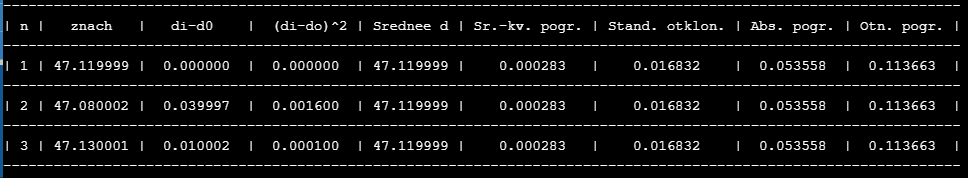 | n |   znach   |   di-d0    |  (di-do)^2 | Srednee d | Sr.-kv. pogr. | Stand. otklon. | Abs. pogr. | Otn. pogr. |
| 1 | 47.119999 |  0.000000  |  0.000000  | 47.119999 |    0.000283   |    0.016832    |  0.053558  |  0.113663  |
| 2 | 47.080002 |  0.039997  |  0.001600  | 47.119999 |    0.000283   |    0.016832    |  0.053558  |  0.113663  |
| 3 | 47.130001 |  0.010002  |  0.000100  | 47.119999 |    0.000283   |    0.016832    |  0.053558  |  0.113663  |